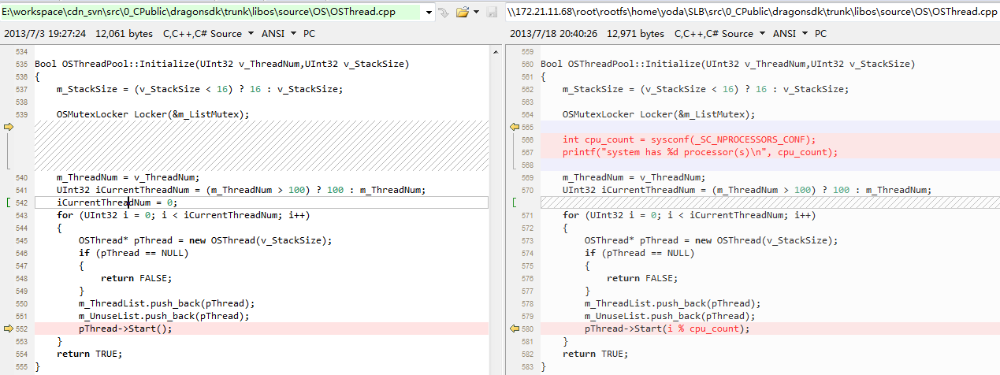 E:\workspace\cdn_svn\src\0_CPublic\dragonsdk\trunk\libos\source\OS\OSThread.cpp
2013/7/3 19:27:24 12,061 bytes C,C++,C# Source ANSI PC
534
535 Bool OSThreadPool::Initialize(UInt32 v_ThreadNum,UInt32 v_StackSize)
536 {
537 m_StackSize = (v_StackSize < 16) ? 16 : v_StackSize;
538
539 OSMutexLocker Locker(&m_ListMutex);
540 m_ThreadNum = v_ThreadNum;
541 UInt32 iCurrentThreadNum = (m_ThreadNum > 100) ? 100 : m_ThreadNum;
542 iCurrentThreadNum = 0;
543 for (UInt32 i = 0; i < iCurrentThreadNum; i++)
544 {
545 OSThread* pThread = new OSThread(v_StackSize);
546 if (pThread == NULL)
547 {
548 return FALSE;
549 }
550 m_ThreadList.push_back(pThread);
551 m_UnuseList.push_back(pThread);
552 pThread->Start();
553 }
554 return TRUE;
555 }
\\172.21.11.68\root\rootfs\home\yoda\SLB\src\0_CPublic\dragonsdk\trunk\libos\source\OS\OSThread.cpp
2013/7/18 20:40:26 12,971 bytes C,C++,C# Source ANSI PC
559
560 Bool OSThreadPool::Initialize(UInt32 v_ThreadNum,UInt32 v_StackSize)
561 {
562 m_StackSize = (v_StackSize < 16) ? 16 : v_StackSize;
563
564 OSMutexLocker Locker(&m_ListMutex);
565
566 int cpu_count = sysconf(_SC_NPROCESSORS_CONF);
567 printf("system has %d processor(s)\n", cpu_count);
568
569 m_ThreadNum = v_ThreadNum;
570 UInt32 iCurrentThreadNum = (m_ThreadNum > 100) ? 100 : m_ThreadNum;
571 for (UInt32 i = 0; i < iCurrentThreadNum; i++)
572 {
573 OSThread* pThread = new OSThread(v_StackSize);
574 if (pThread == NULL)
575 {
576 return FALSE;
577 }
578 m_ThreadList.push_back(pThread);
579 m_UnuseList.push_back(pThread);
580 pThread->Start(i % cpu_count);
581 }
582 return TRUE;
583 }